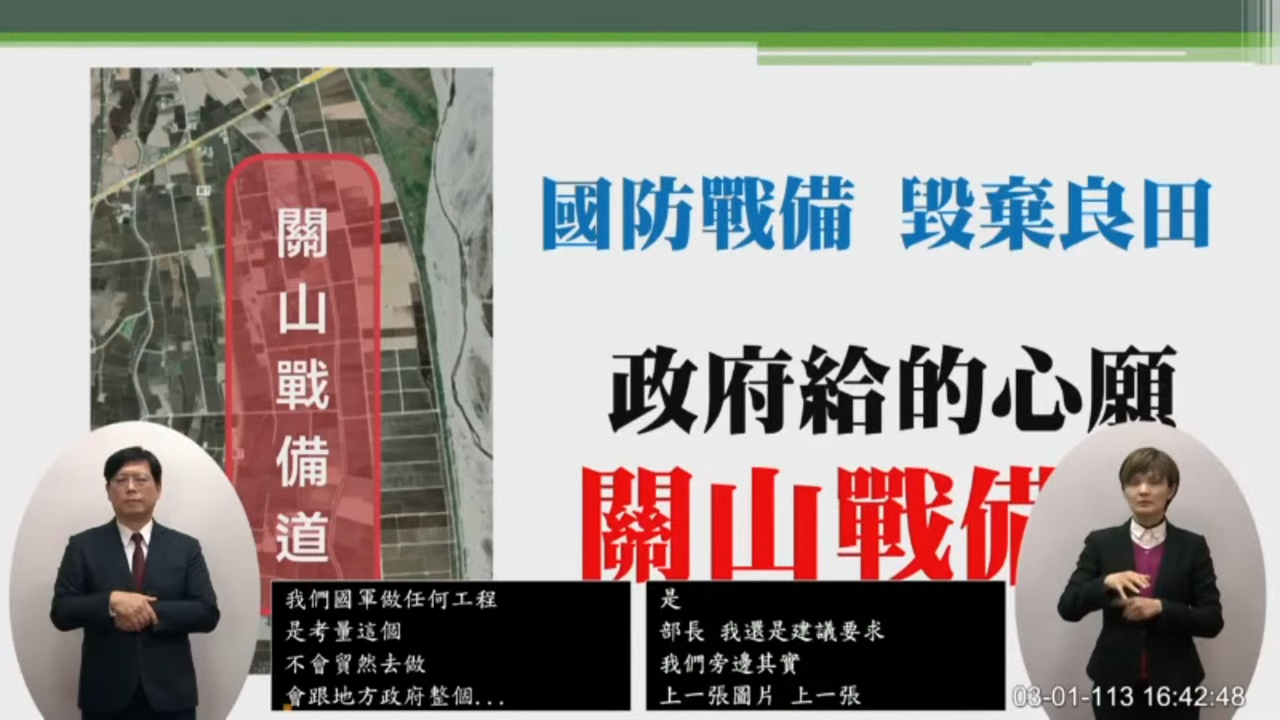 國防戰備 毀棄良田
關山戰備道
政府給的心願
關山戰備
我們國軍做任何工程
是考量這個
不會貿然去做
會跟地方政府整個...
是
部長 我還是建議要求
我們旁邊其實
上一張圖片 上一張
03-01-113 16:42:48